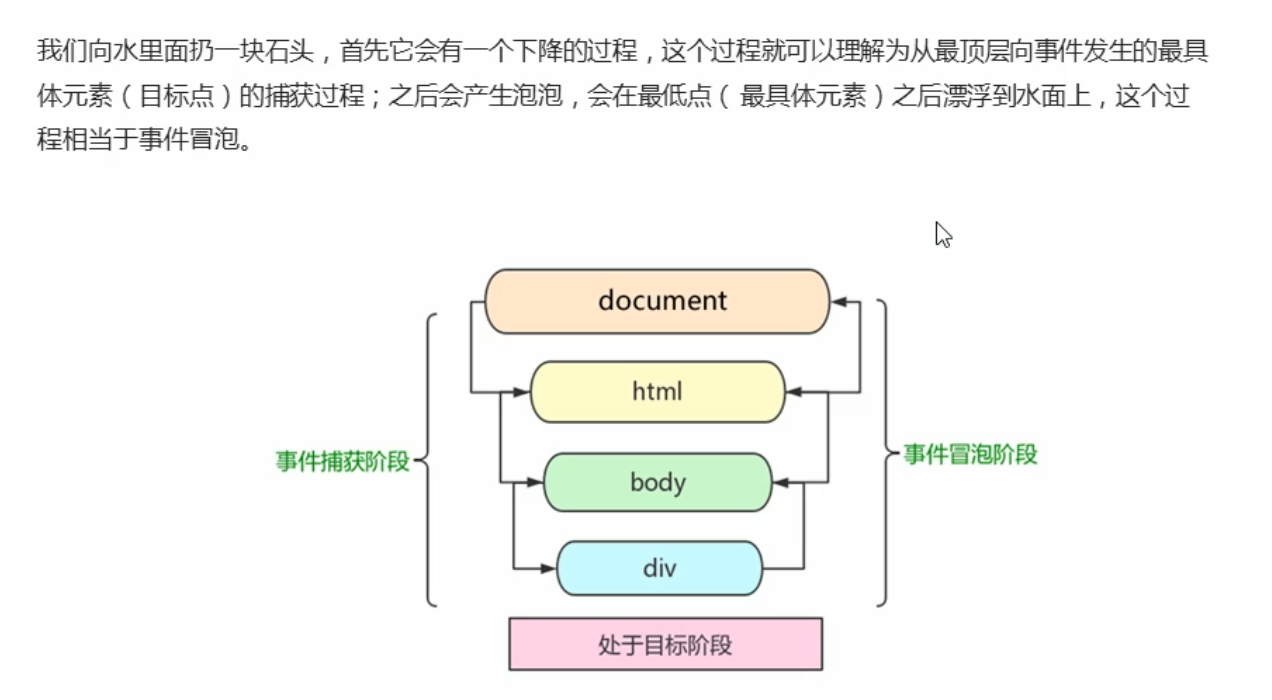 我们向水里面扔一块石头，首先它会有一个下降的过程，这个过程就可以理解为从最顶层向事件发生的最具
体元素（目标点）的捕获过程；之后会产生泡泡，会在最低点（ 最具体元素）之后漂浮到水面上，这个过
程相当于事件冒泡。
document
html
事件捕获阶段
事件冒泡阶段
body
div
处于目标阶段